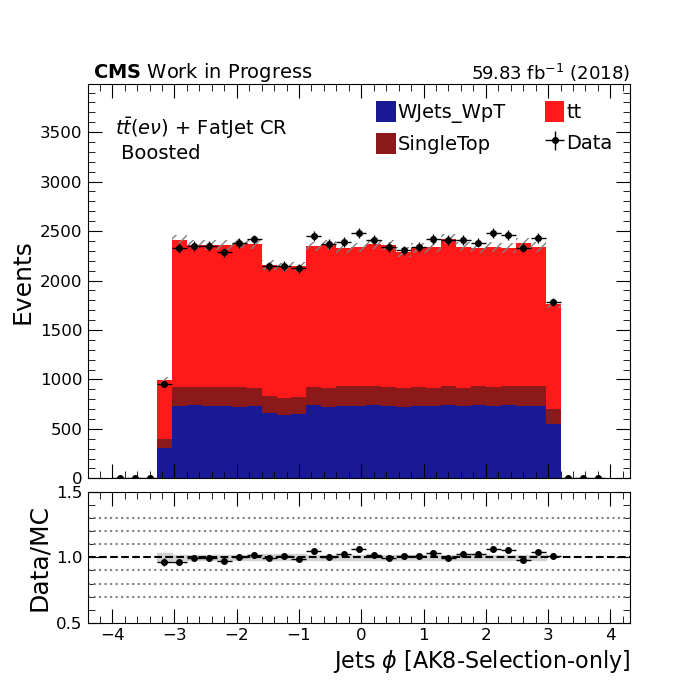 CMS Work in Progress 59.83 fb⁻¹ (2018)
tt̄(eν) + FatJet CR
Boosted
WJets_WpT tt
SingleTop Data
Events
3500
3000
2500
2000
1500
1000
500
0
Data/MC
1.5
1.0
0.5
−4 −3 −2 −1 0 1 2 3 4
Jets ϕ [AK8-Selection-only]